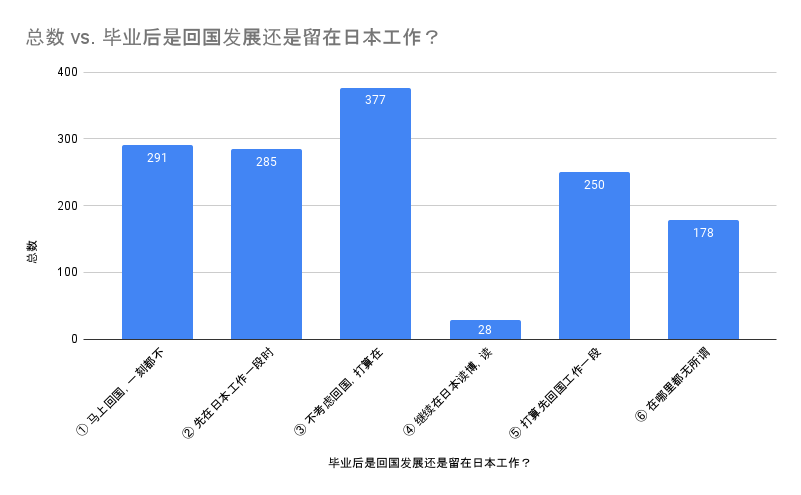 总数 vs. 毕业后是回国发展还是留在日本工作？
400
300
200
100
0
总数
291
285
377
28
250
178
① 马上回国, 一刻都不
② 先在日本工作一段时
③ 不考虑回国, 打算在
④ 继续在日本读博, 读
⑤ 打算先回国工作一段
⑥ 在哪里都无所谓
毕业后是回国发展还是留在日本工作？